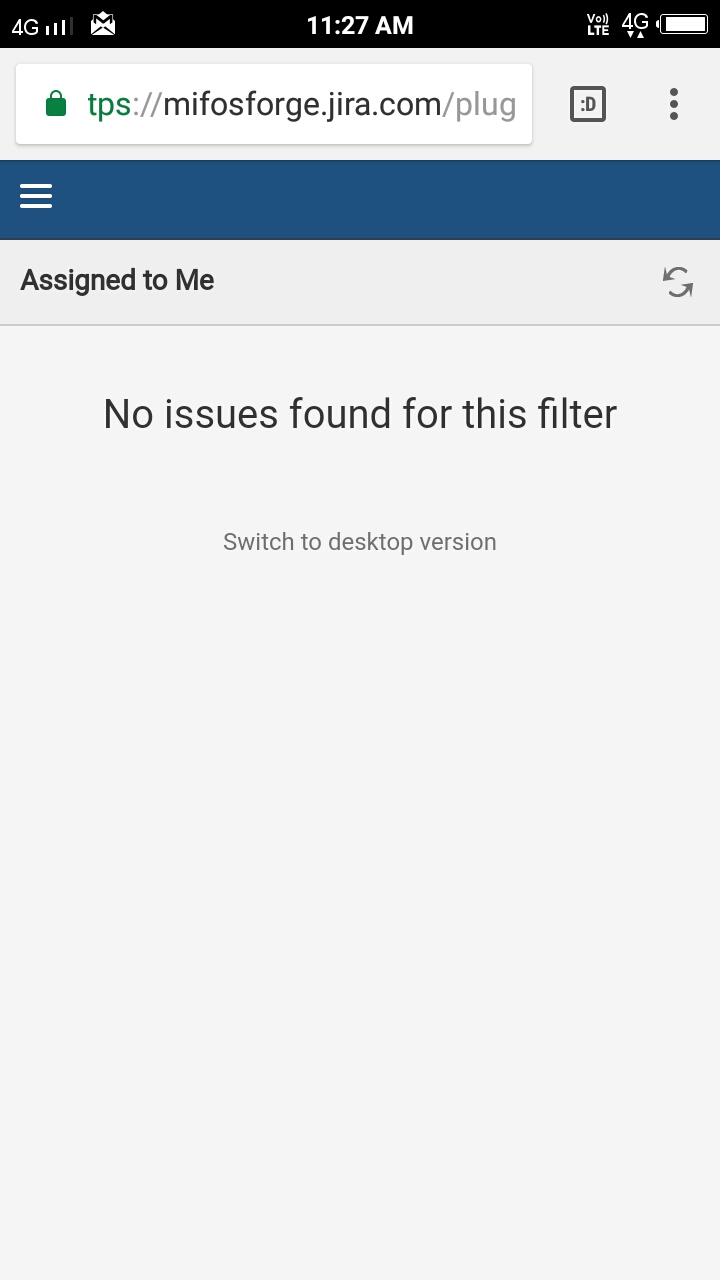 4G 11:27 AM Vo)) LTE 4G
tps://mifosforge.jira.com/plug :D
Assigned to Me
No issues found for this filter
Switch to desktop version